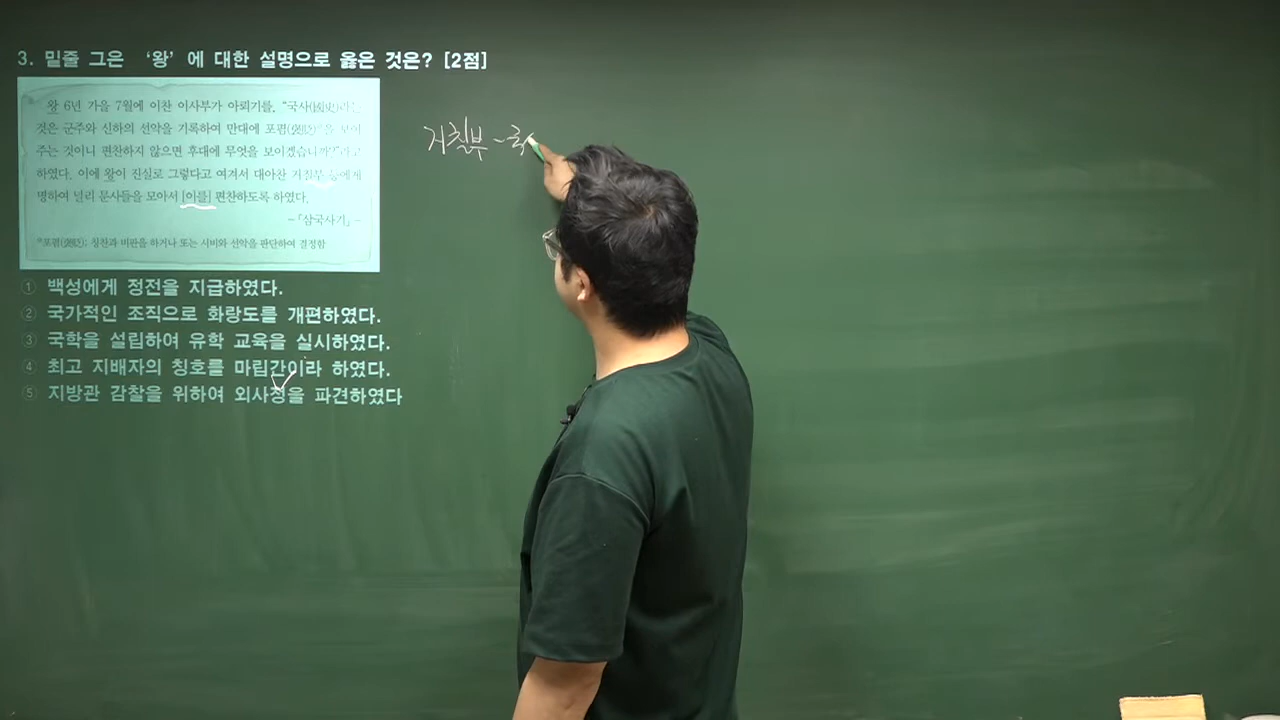 3. 밑줄 그은 ‘왕’ 에 대한 설명으로 옳은 것은? [2점]
왕 6년 가을 7월에 이찬 이사부가 아뢰기를, “국사(國史)라는
것은 군주와 신하의 선악을 기록하여 만대에 포폄(褒貶)*을 보여
주는 것이니 편찬하지 않으면 후대에 무엇을 보이겠습니까?”라고
하였다. 이에 왕이 진실로 그렇다고 여겨서 대아찬 거칠부 등에게
명하여 널리 문사들을 모아서 [이를] 편찬하도록 하였다.
-「삼국사기」-
*포폄(褒貶): 칭찬과 비판을 하거나 또는 시비와 선악을 판단하여 결정함
① 백성에게 정전을 지급하였다.
② 국가적인 조직으로 화랑도를 개편하였다.
③ 국학을 설립하여 유학 교육을 실시하였다.
④ 최고 지배자의 칭호를 마립간이라 하였다.
⑤ 지방관 감찰을 위하여 외사정을 파견하였다
거칠부 -